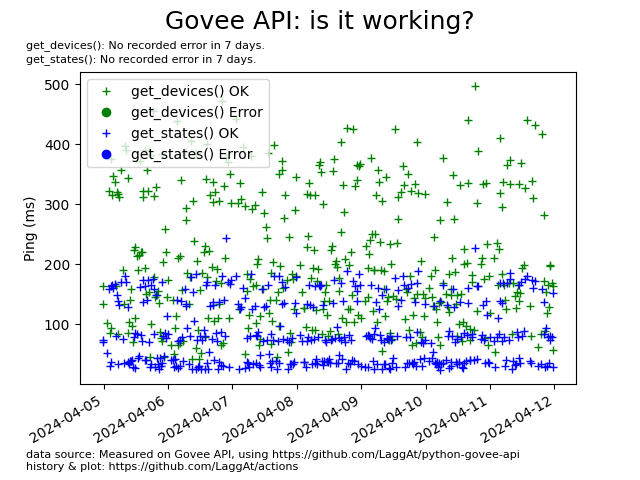 Govee API: is it working?
get_devices(): No recorded error in 7 days.
get_states(): No recorded error in 7 days.
500
400
300
200
100
Ping (ms)
get_devices() OK
get_devices() Error
get_states() OK
get_states() Error
2024-04-05
2024-04-06
2024-04-07
2024-04-08
2024-04-09
2024-04-10
2024-04-11
2024-04-12
data source: Measured on Govee API, using https://github.com/LaggAt/python-govee-api
history & plot: https://github.com/LaggAt/actions